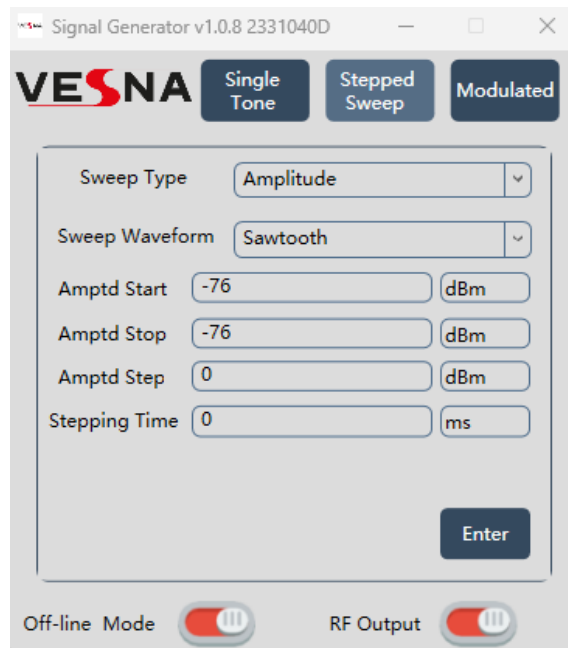 Signal Generator v1.0.8 2331040D
VESNA
Single
Tone
Stepped
Sweep
Modulated
Sweep Type
Amplitude
Sweep Waveform
Sawtooth
Amptd Start
-76
dBm
Amptd Stop
-76
dBm
Amptd Step
0
dBm
Stepping Time
0
ms
Enter
Off-line Mode
RF Output